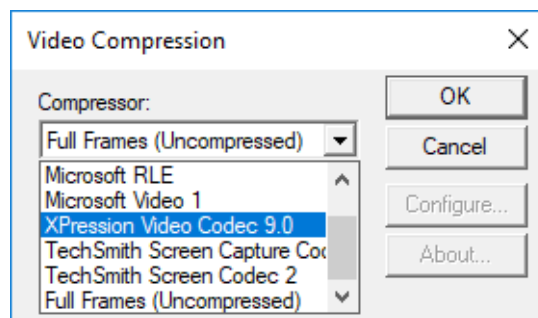 Video Compression
Compressor:
Full Frames (Uncompressed)
Microsoft RLE
Microsoft Video 1
XPression Video Codec 9.0
TechSmith Screen Capture Co
TechSmith Screen Codec 2
Full Frames (Uncompressed)
OK
Cancel
Configure...
About...